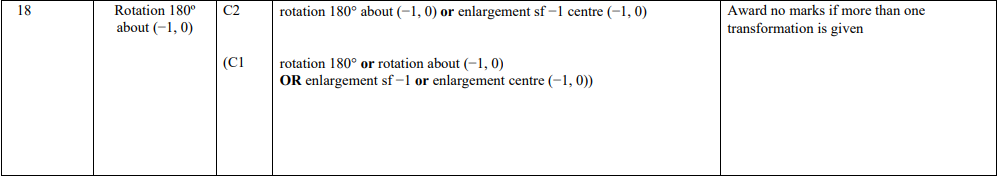 18
Rotation 180º
about (−1, 0)
C2
rotation 180° about (−1, 0) or enlargement sf −1 centre (−1, 0)
Award no marks if more than one
transformation is given
(C1
rotation 180° or rotation about (−1, 0)
OR enlargement sf −1 or enlargement centre (−1, 0))